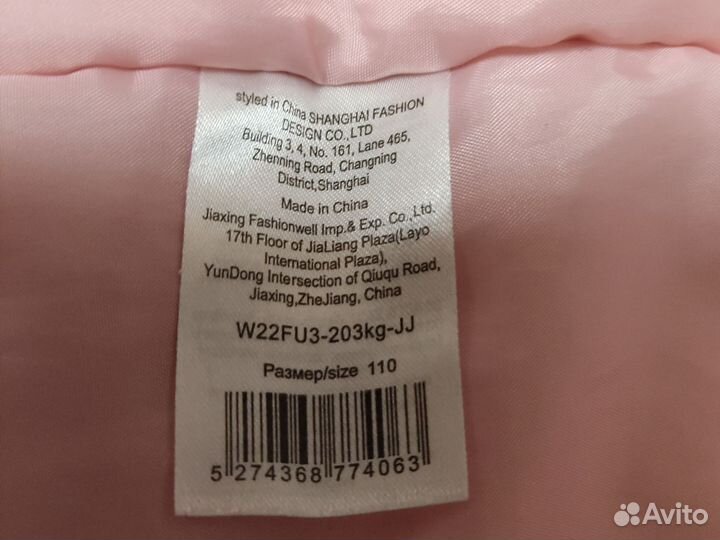 styled in China SHANGHAI FASHION
DESIGN CO.,LTD
Building 3, 4, No. 161, Lane 465,
Zhenning Road, Changning
District,Shanghai
Made in China
Jiaxing Fashionwell Imp.& Exp. Co.,Ltd.
17th Floor of JiaLiang Plaza(Layo
International Plaza),
YunDong Intersection of Qiuqu Road,
Jiaxing,ZheJiang, China
W22FU3-203kg-JJ
Размер/size 110
5 274368 774063
Avito